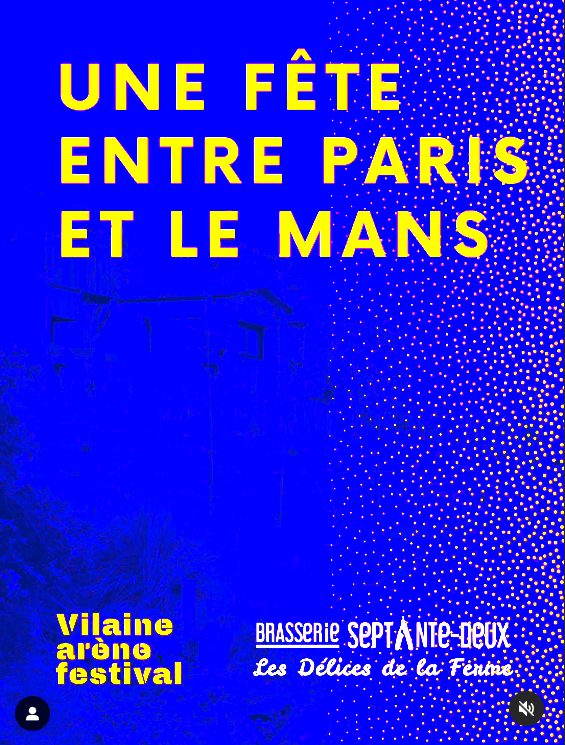 UNE FÊTE
ENTRE PARIS
ET LE MANS
Vilaine
arène
festival
BRASSERIE SEPTANTE-DEUX
Les Délices de la Ferme